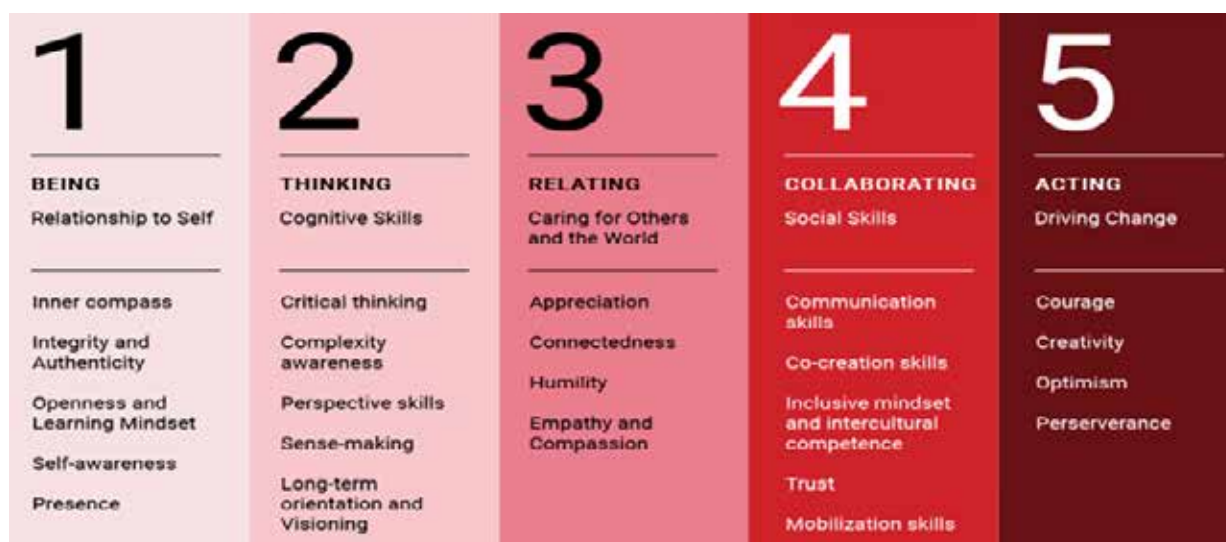 1
BEING
Relationship to Self
Inner compass
Integrity and
Authenticity
Openness and
Learning Mindset
Self-awareness
Presence
2
THINKING
Cognitive Skills
Critical thinking
Complexity
awareness
Perspective skills
Sense-making
Long-term
orientation and
Visioning
3
RELATING
Caring for Others
and the World
Appreciation
Connectedness
Humility
Empathy and
Compassion
4
COLLABORATING
Social Skills
Communication
skills
Co-creation skills
Inclusive mindset
and intercultural
competence
Trust
Mobilization skills
5
ACTING
Driving Change
Courage
Creativity
Optimism
Perserverance